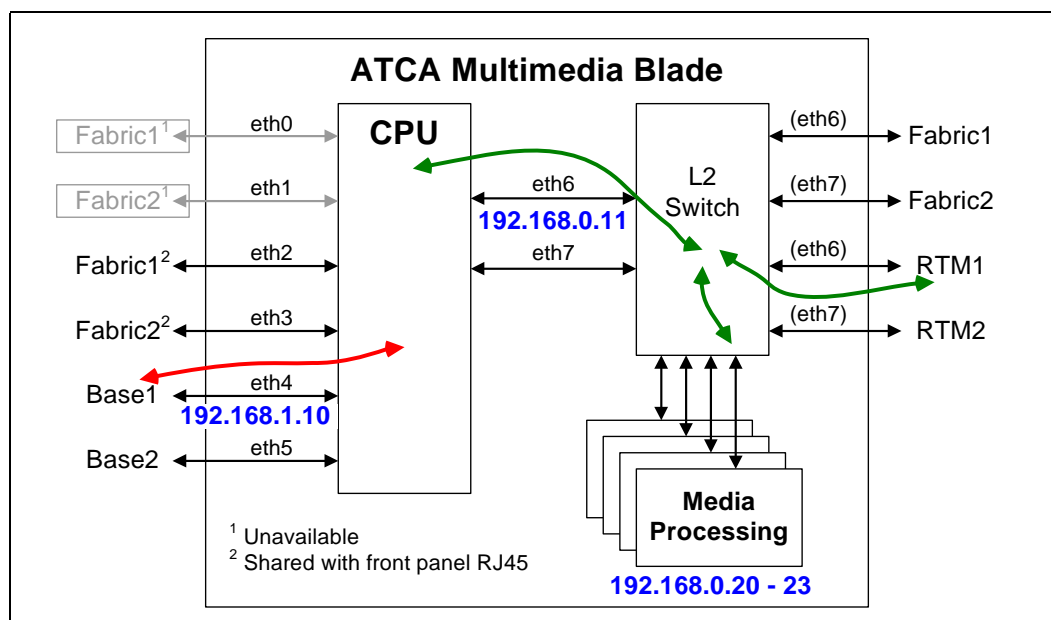 ATCA Multimedia Blade
Fabric1¹
eth0
Fabric2¹
eth1
Fabric1²
eth2
Fabric2²
eth3
Base1
eth4
192.168.1.10
Base2
eth5
CPU
eth6
192.168.0.11
eth7
L2
Switch
(eth6)
Fabric1
(eth7)
Fabric2
(eth6)
RTM1
(eth7)
RTM2
Media
Processing
192.168.0.20 - 23
¹ Unavailable
² Shared with front panel RJ45